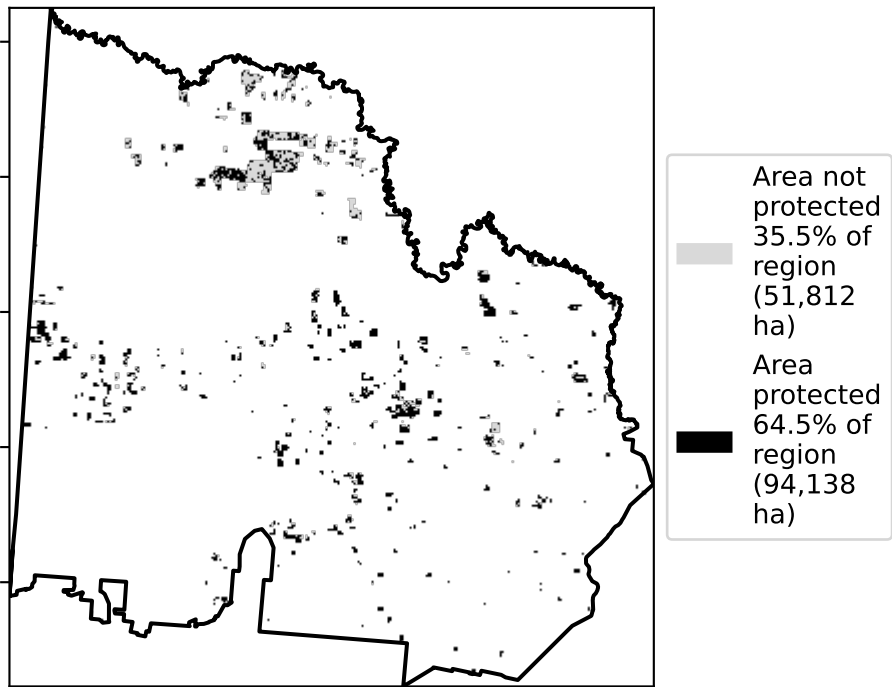 Area not
protected
35.5% of
region
(51,812
ha)
Area
protected
64.5% of
region
(94,138
ha)